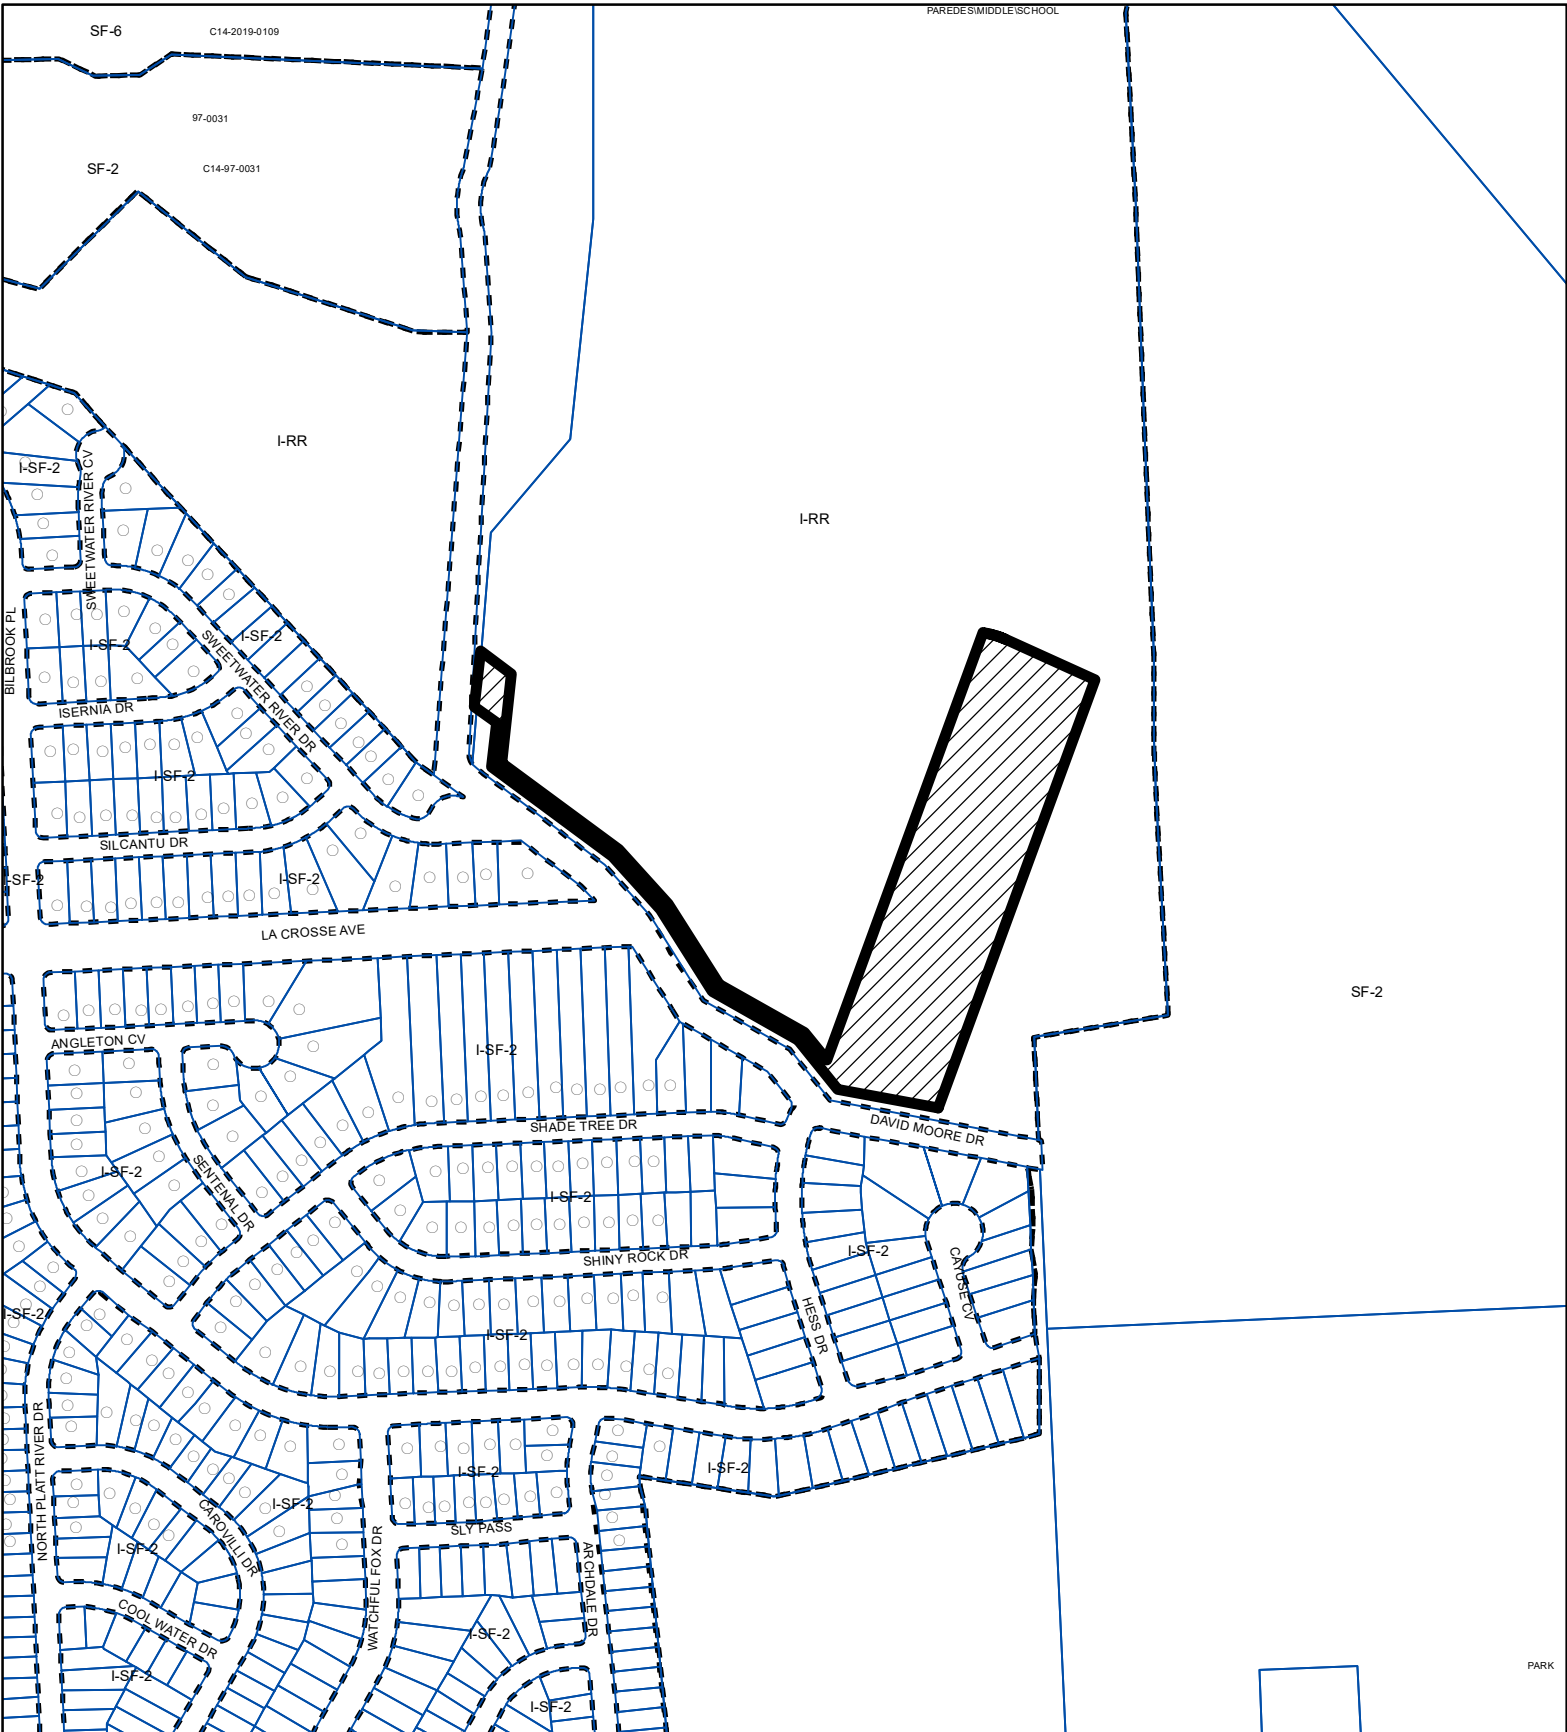 PAREDES\MIDDLE\SCHOOL
SF-6
C14-2019-0109
97-0031
SF-2
C14-97-0031
I-RR
I-SF-2
SWEETWATER RIVER CV
I-RR
BILBROOK PL
I-SF-2
I-SF-2
SWEETWATER RIVER DR
ISERNIA DR
I-SF-2
SILCANTU DR
I-SF-2
I-SF-2
LA CROSSE AVE
SF-2
ANGLETON CV
I-SF-2
SHADE TREE DR
DAVID MOORE DR
I-SF-2
SENTENAL DR
I-SF-2
SHINY ROCK DR
I-SF-2
CAYUSE CV
I-SF-2
HESS DR
I-SF-2
NORTH PLATT RIVER DR
I-SF-2
I-SF-2
I-SF-2
CAROVILLI DR
SLY PASS
I-SF-2
WATCHFUL FOX DR
ARCHDALE DR
COOL WATER DR
I-SF-2
I-SF-2
PARK
I-SF-2